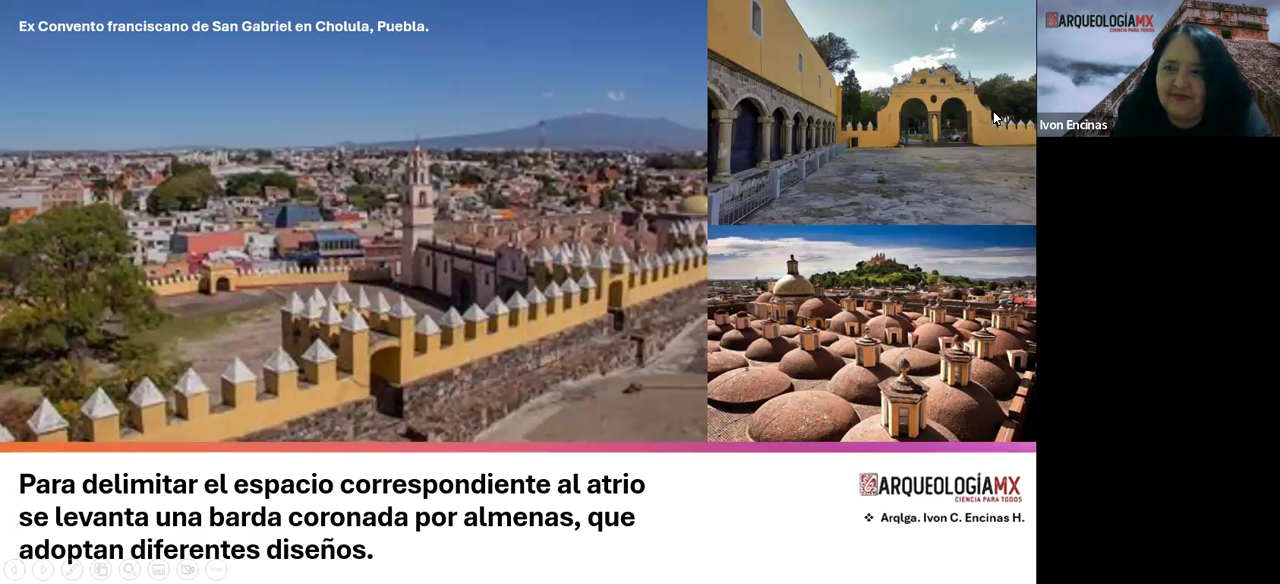 Ex Convento franciscano de San Gabriel en Cholula, Puebla.
ARQUEOLOGÍAMX
CIENCIA PARA TODOS
Ivon Encinas
Para delimitar el espacio correspondiente al atrio
se levanta una barda coronada por almenas, que
adoptan diferentes diseños.
ARQUEOLOGÍAMX
CIENCIA PARA TODOS
❖ Arqlga. Ivon C. Encinas H.